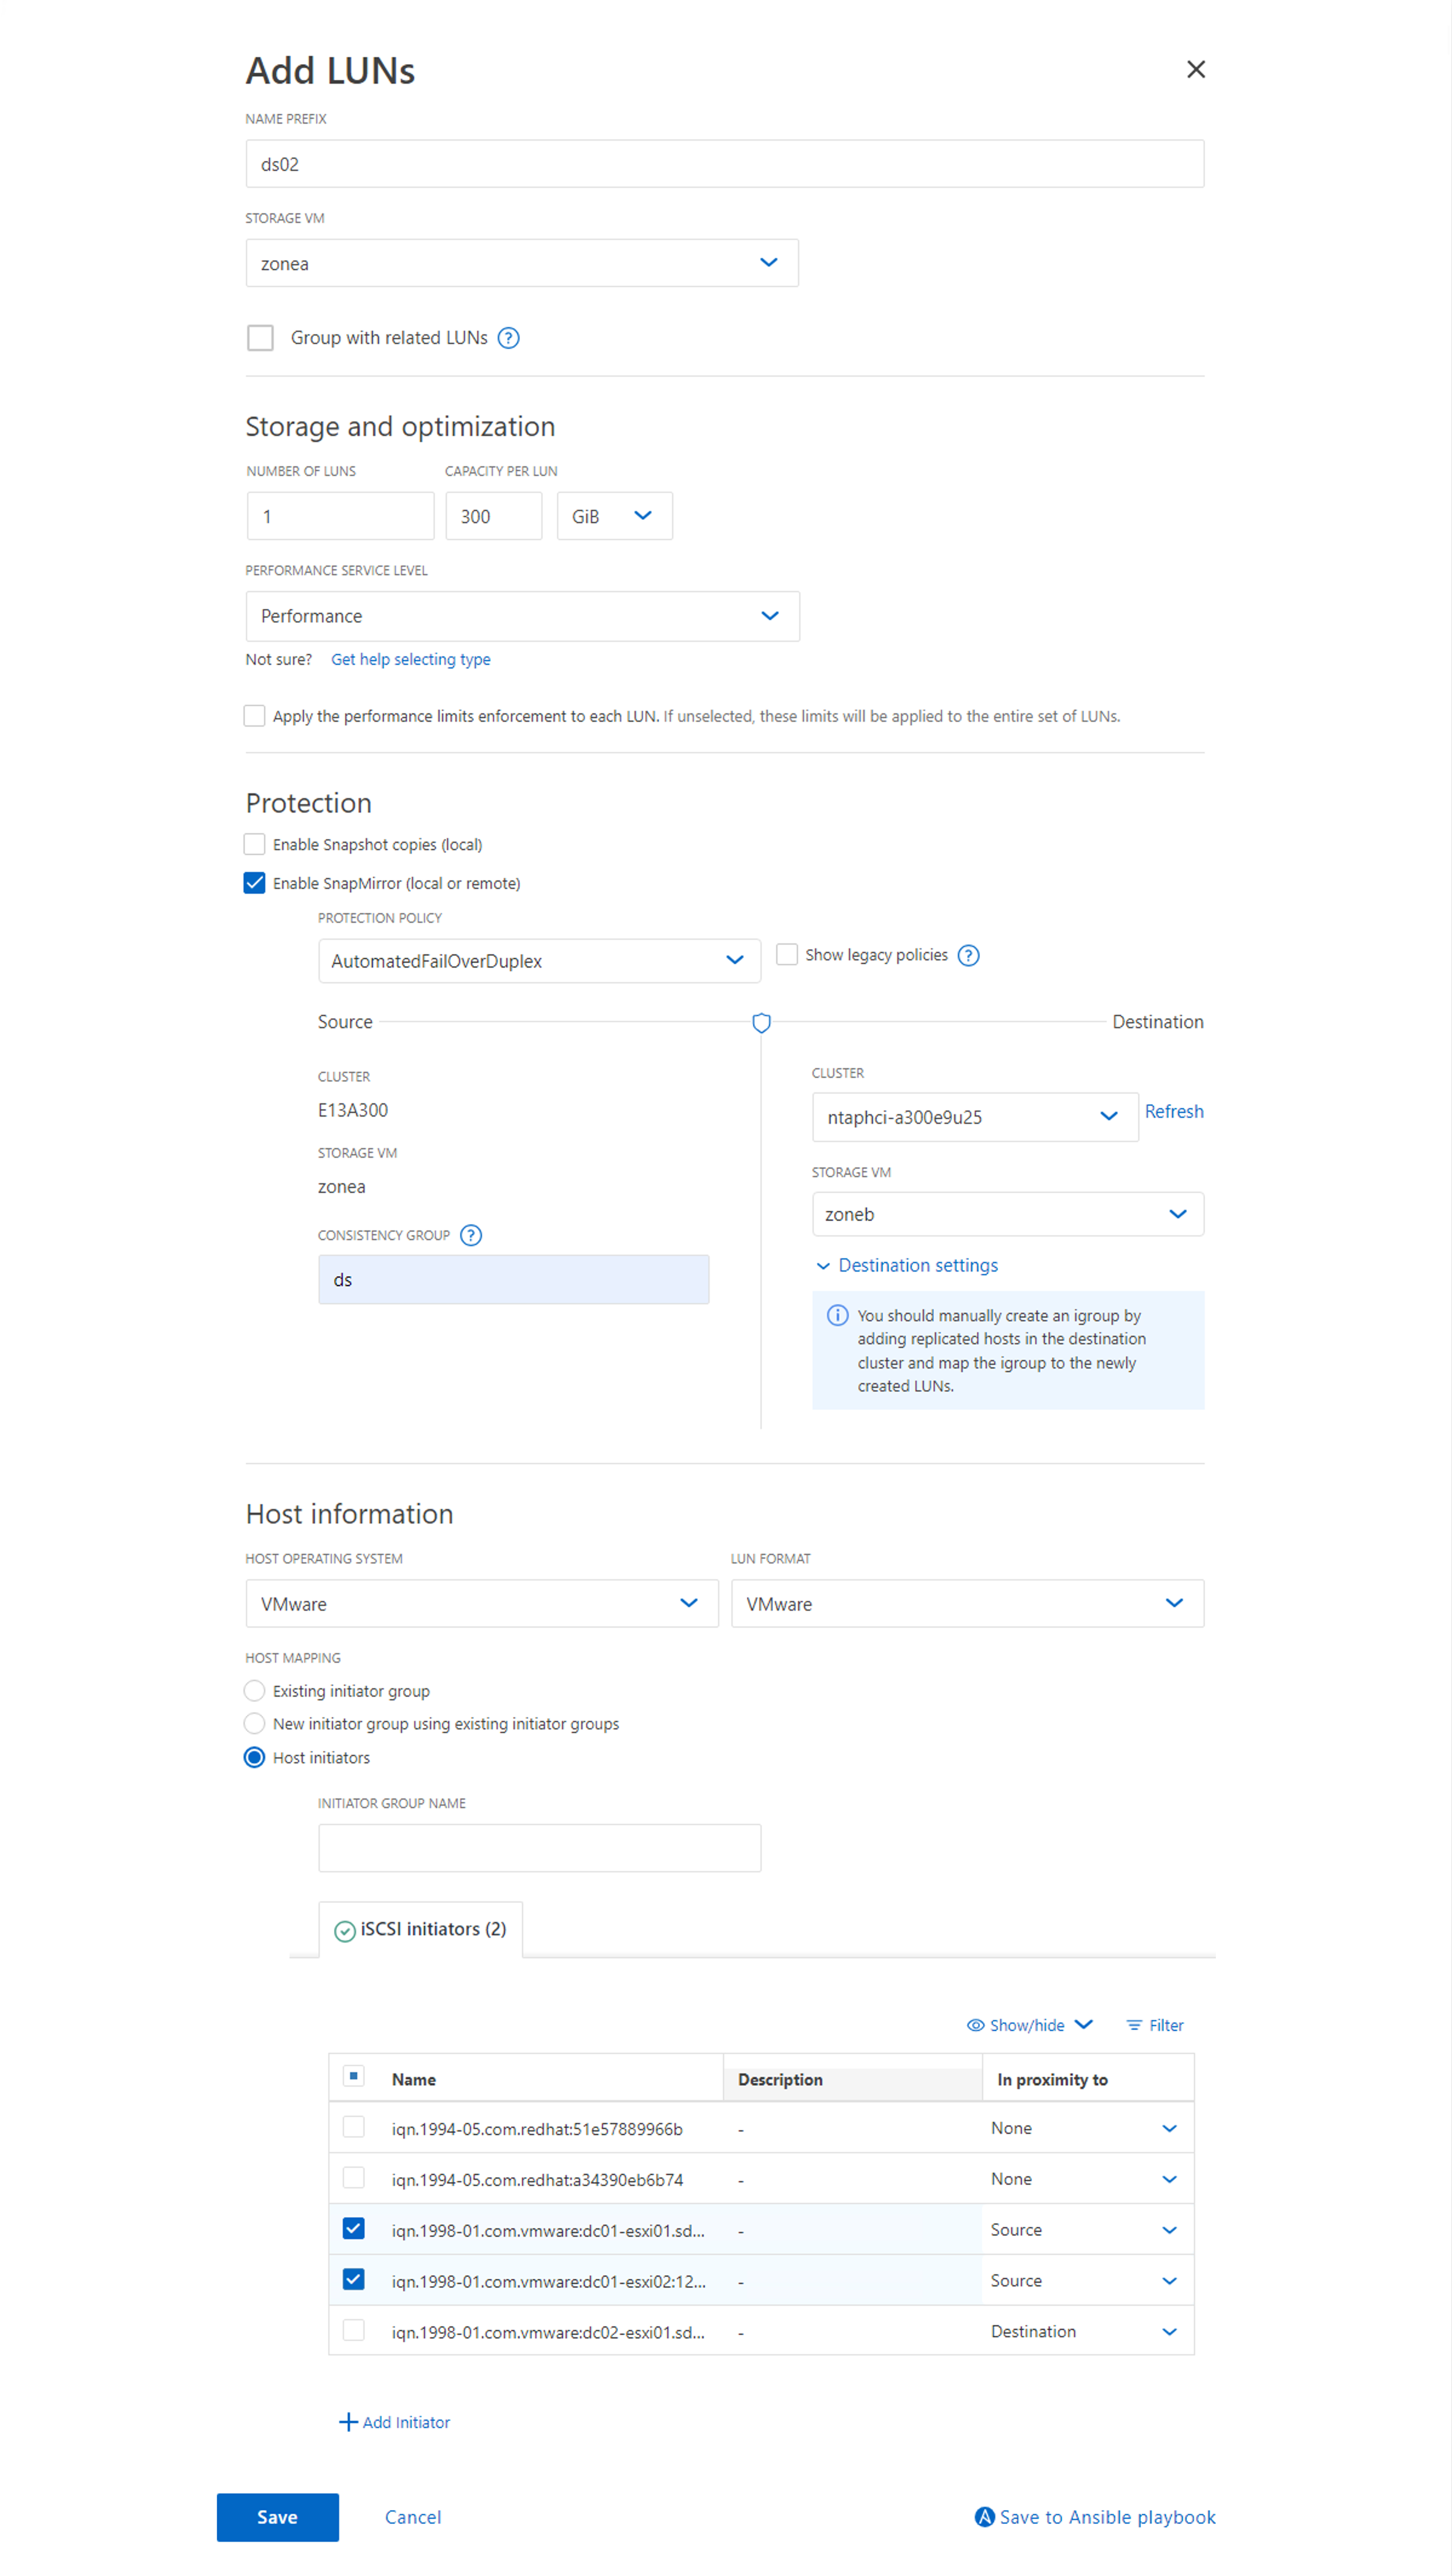 Add LUNs
NAME PREFIX
ds02
STORAGE VM
zonea
Group with related LUNs ?
Storage and optimization
NUMBER OF LUNS CAPACITY PER LUN
1 300 GiB
PERFORMANCE SERVICE LEVEL
Performance
Not sure? Get help selecting type
Apply the performance limits enforcement to each LUN. If unselected, these limits will be applied to the entire set of LUNs.
Protection
Enable Snapshot copies (local)
Enable SnapMirror (local or remote)
PROTECTION POLICY
AutomatedFailOverDuplex Show legacy policies ?
Source Destination
CLUSTER
E13A300
STORAGE VM
zonea
CONSISTENCY GROUP ?
ds
CLUSTER
ntaphci-a300e9u25 Refresh
STORAGE VM
zoneb
Destination settings
You should manually create an igroup by
adding replicated hosts in the destination
cluster and map the igroup to the newly
created LUNs.
Host information
HOST OPERATING SYSTEM LUN FORMAT
VMware VMware
HOST MAPPING
Existing initiator group
New initiator group using existing initiator groups
Host initiators
INITIATOR GROUP NAME
iSCSI initiators (2)
Show/hide Filter
Name Description In proximity to
iqn.1994-05.com.redhat:51e57889966b - None
iqn.1994-05.com.redhat:a34390eb6b74 - None
iqn.1998-01.com.vmware:dc01-esxi01.sd... - Source
iqn.1998-01.com.vmware:dc01-esxi02:12... - Source
iqn.1998-01.com.vmware:dc02-esxi01.sd... - Destination
Add Initiator
Save Cancel Save to Ansible playbook